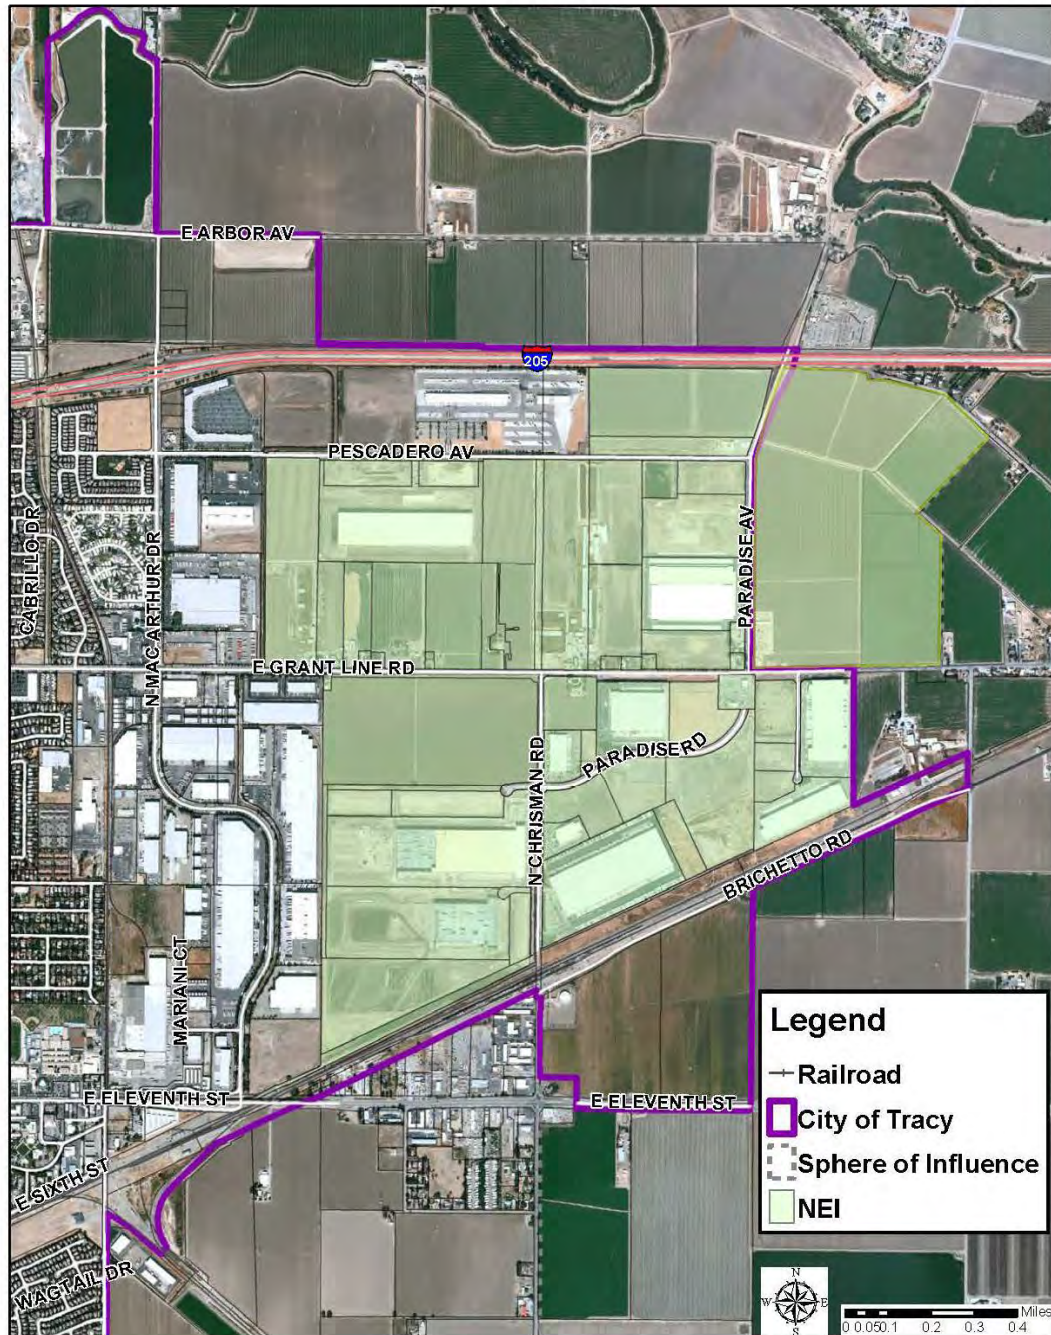 E ARBOR AV
205
PESCADERO AV
CABRILLO DR
N MAC ARTHUR DR
PARADISE AV
E GRANT LINE RD
N CHRISMAN RD
PARADISE RD
BRICHETTO RD
MARIANI CT
E ELEVENTH ST
E ELEVENTH ST
E SIXTH ST
WAGTAIL DR
Legend
Railroad
City of Tracy
Sphere of Influence
NEI
N
W E
S
Miles
0 0.050.1 0.2 0.3 0.4